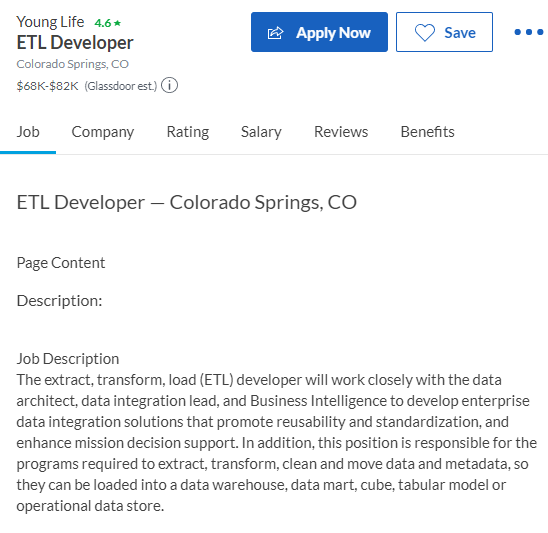 Young Life 4.6★
ETL Developer
Colorado Springs, CO
$68K-$82K (Glassdoor est.)
Apply Now
Save
Job Company Rating Salary Reviews Benefits
ETL Developer — Colorado Springs, CO
Page Content
Description:
Job Description
The extract, transform, load (ETL) developer will work closely with the data
architect, data integration lead, and Business Intelligence to develop enterprise
data integration solutions that promote reusability and standardization, and
enhance mission decision support. In addition, this position is responsible for the
programs required to extract, transform, clean and move data and metadata, so
they can be loaded into a data warehouse, data mart, cube, tabular model or
operational data store.